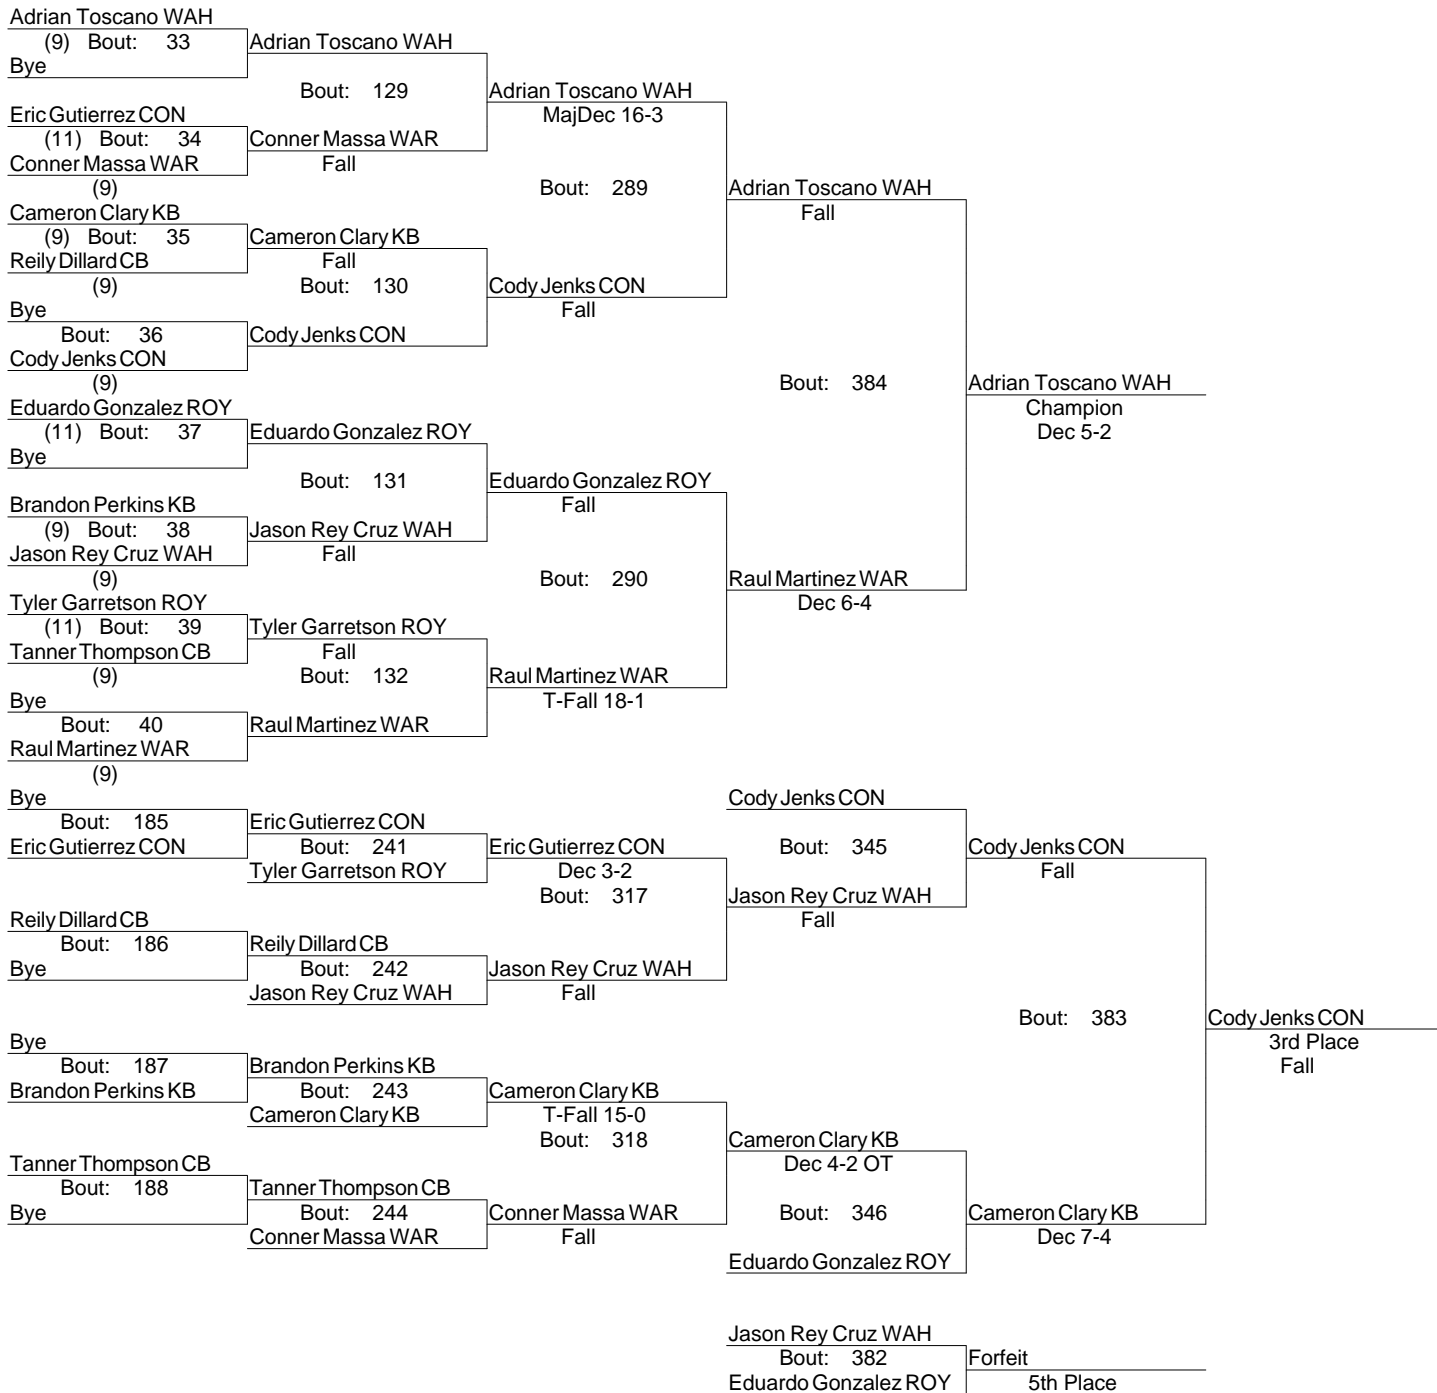 Adrian Toscano WAH
(9) Bout: 33
Bye
Adrian Toscano WAH
Bout: 129
Eric Gutierrez CON
(11) Bout: 34
Conner Massa WAR
(9)
Conner Massa WAR
Fall
Adrian Toscano WAH
MajDec 16-3
Bout: 289
Cameron Clary KB
(9) Bout: 35
Reily Dillard CB
(9)
Cameron Clary KB
Fall
Bout: 130
Bye
Bout: 36
Cody Jenks CON
(9)
Cody Jenks CON
Cody Jenks CON
Fall
Adrian Toscano WAH
Fall
Bout: 384
Eduardo Gonzalez ROY
(11) Bout: 37
Bye
Eduardo Gonzalez ROY
Bout: 131
Brandon Perkins KB
(9) Bout: 38
Jason Rey Cruz WAH
(9)
Jason Rey Cruz WAH
Fall
Eduardo Gonzalez ROY
Fall
Bout: 290
Tyler Garretson ROY
(11) Bout: 39
Tanner Thompson CB
(9)
Tyler Garretson ROY
Fall
Bout: 132
Bye
Bout: 40
Raul Martinez WAR
(9)
Raul Martinez WAR
Raul Martinez WAR
T-Fall 18-1
Raul Martinez WAR
Dec 6-4
Adrian Toscano WAH
Champion
Dec 5-2
Bye
Bout: 185
Eric Gutierrez CON
Eric Gutierrez CON
Bout: 241
Tyler Garretson ROY
Eric Gutierrez CON
Dec 3-2
Bout: 317
Reily Dillard CB
Bout: 186
Bye
Reily Dillard CB
Bout: 242
Jason Rey Cruz WAH
Jason Rey Cruz WAH
Fall
Cody Jenks CON
Bout: 345
Jason Rey Cruz WAH
Fall
Cody Jenks CON
Fall
Bout: 383
Bye
Bout: 187
Brandon Perkins KB
Brandon Perkins KB
Bout: 243
Cameron Clary KB
Cameron Clary KB
T-Fall 15-0
Bout: 318
Tanner Thompson CB
Bout: 188
Bye
Tanner Thompson CB
Bout: 244
Conner Massa WAR
Conner Massa WAR
Fall
Cameron Clary KB
Dec 4-2 OT
Bout: 346
Eduardo Gonzalez ROY
Cameron Clary KB
Dec 7-4
Cody Jenks CON
3rd Place
Fall
Jason Rey Cruz WAH
Bout: 382
Eduardo Gonzalez ROY
Forfeit
5th Place